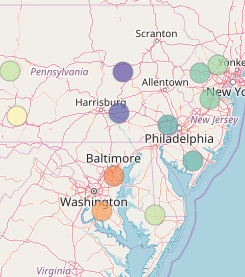 Scranton
Yonke
Pennsylvania
New York
Allentown
Harrisburg
New Jersey
Philadelphia
Baltimore
Washington
Virginia